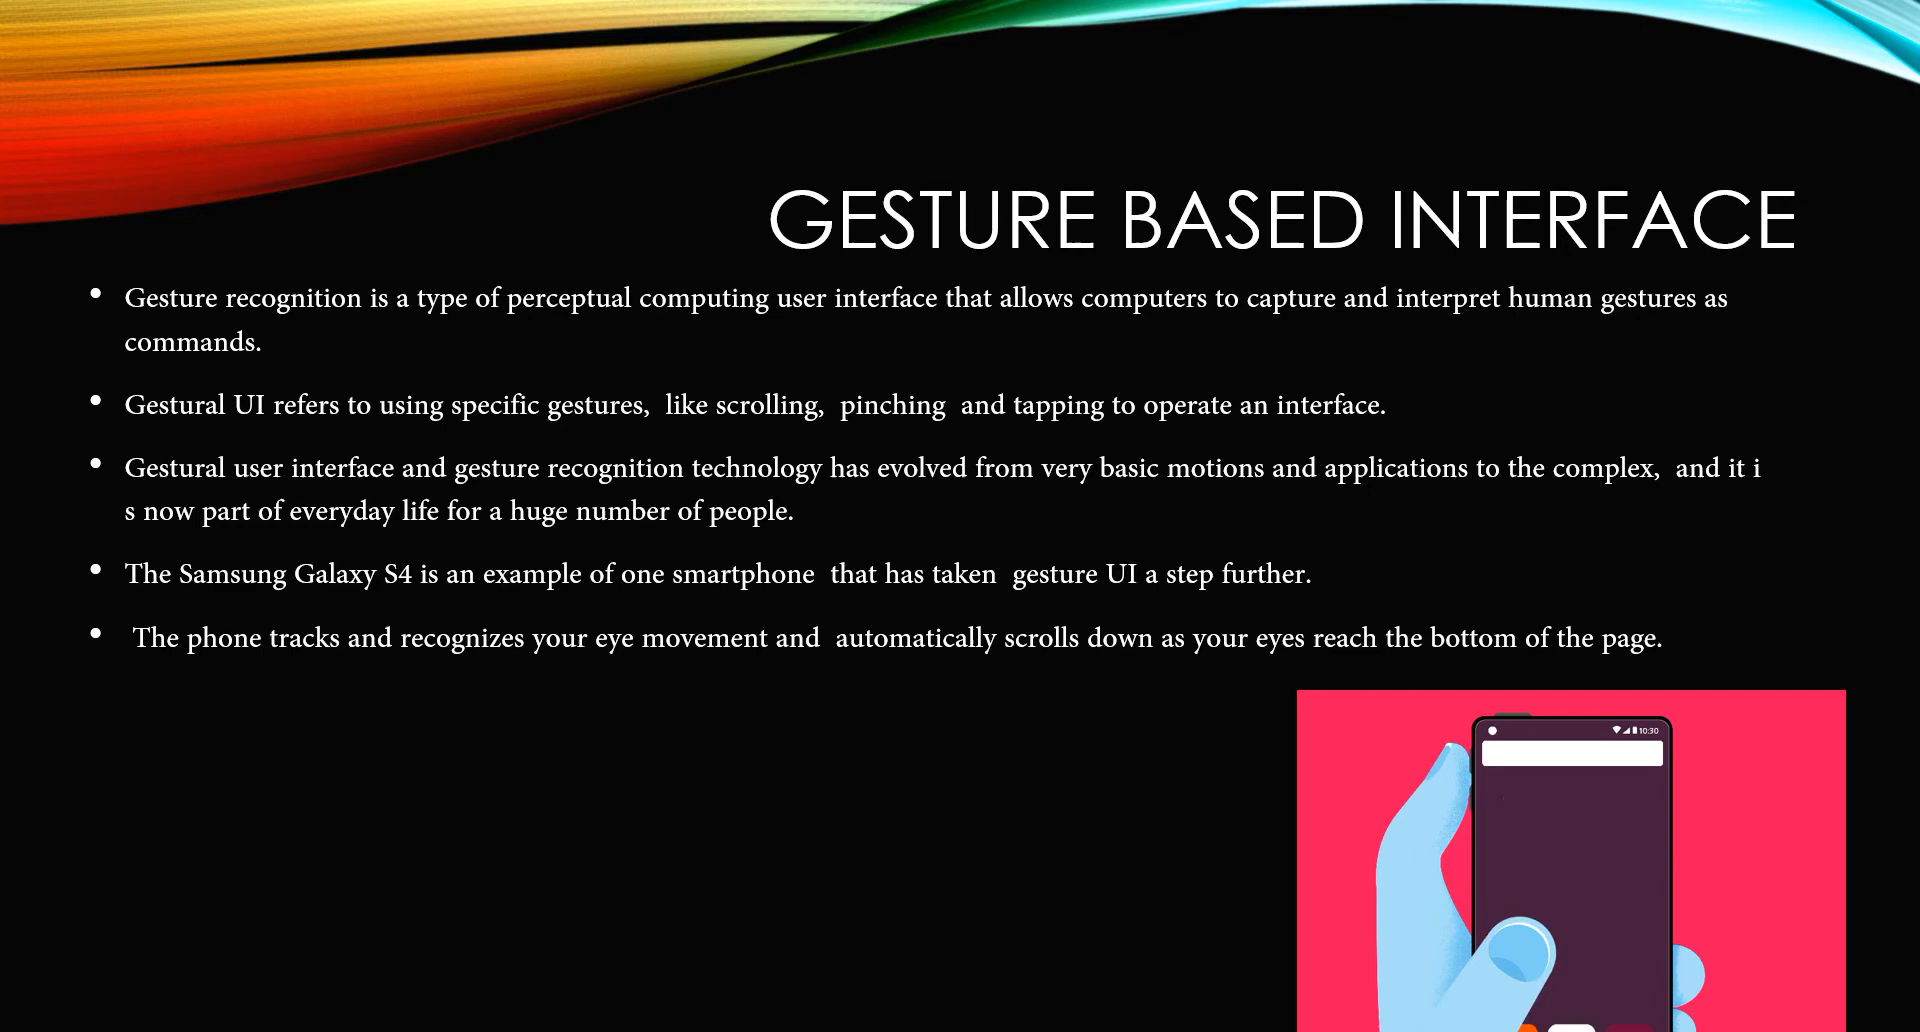 GESTURE BASED INTERFACE
• Gesture recognition is a type of perceptual computing user interface that allows computers to capture and interpret human gestures as
commands.
• Gestural UI refers to using specific gestures,  like scrolling,  pinching  and tapping to operate an interface.
• Gestural user interface and gesture recognition technology has evolved from very basic motions and applications to the complex,  and it i
s now part of everyday life for a huge number of people.
• The Samsung Galaxy S4 is an example of one smartphone  that has taken  gesture UI a step further.
•  The phone tracks and recognizes your eye movement and  automatically scrolls down as your eyes reach the bottom of the page.
10:30